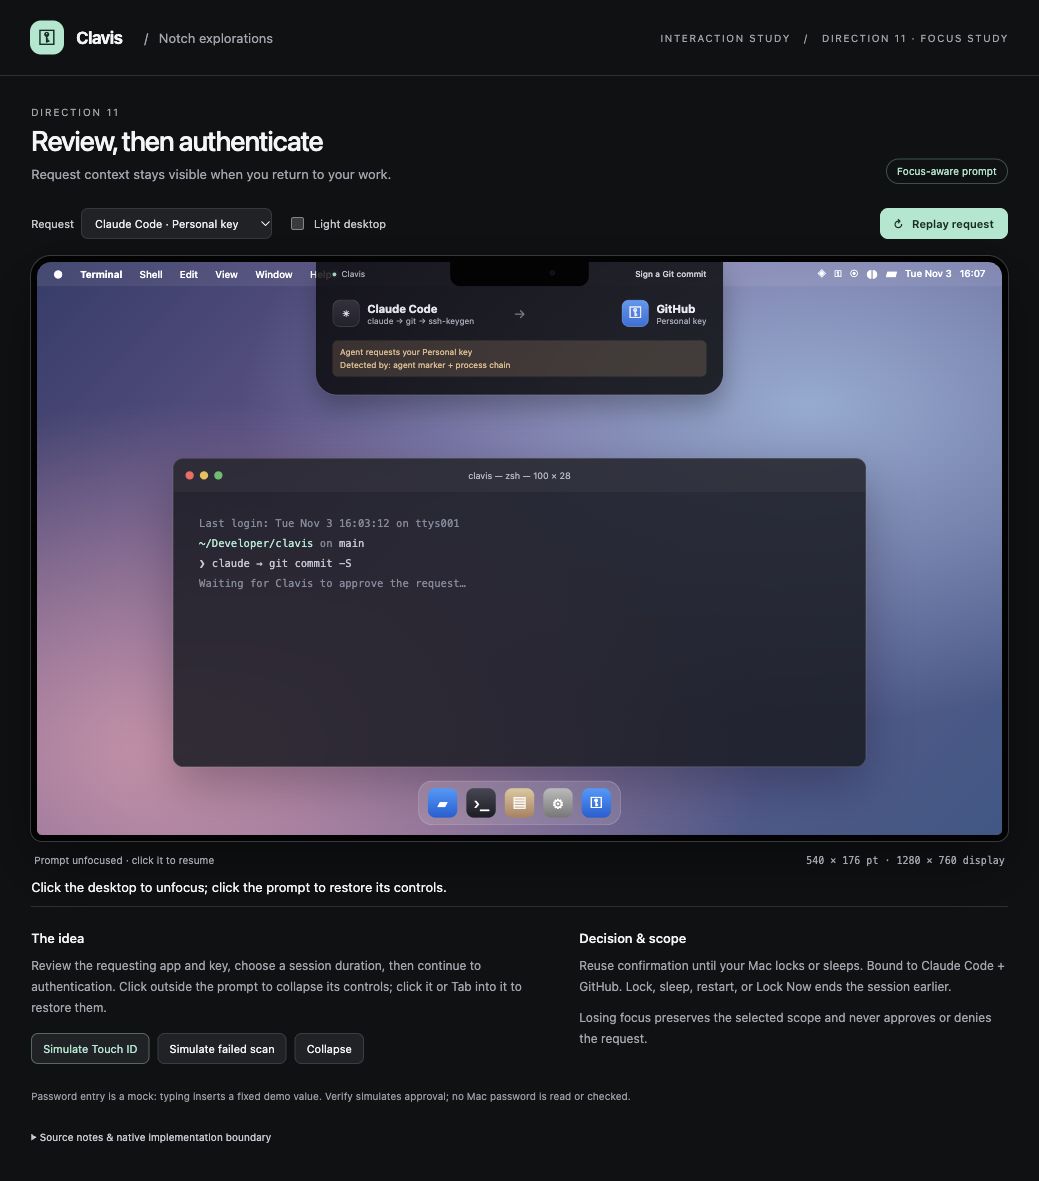 Clavis / Notch explorations
INTERACTION STUDY / DIRECTION 11 · FOCUS STUDY
DIRECTION 11
Review, then authenticate
Request context stays visible when you return to your work.
Focus-aware prompt
Request
Claude Code · Personal key
Light desktop
↻ Replay request
Terminal Shell Edit View Window Help
Clavis
Sign a Git commit
Tue Nov 3 16:07
Claude Code
claude → git → ssh-keygen
→
GitHub
Personal key
Agent requests your Personal key
Detected by: agent marker + process chain
clavis — zsh — 100 × 28
Last login: Tue Nov 3 16:03:12 on ttys001
~/Developer/clavis on main
❯ claude → git commit -S
Waiting for Clavis to approve the request…
Prompt unfocused · click it to resume
540 × 176 pt · 1280 × 760 display
Click the desktop to unfocus; click the prompt to restore its controls.
The idea
Review the requesting app and key, choose a session duration, then continue to
authentication. Click outside the prompt to collapse its controls; click it or Tab into it to
restore them.
Simulate Touch ID
Simulate failed scan
Collapse
Decision & scope
Reuse confirmation until your Mac locks or sleeps. Bound to Claude Code +
GitHub. Lock, sleep, restart, or Lock Now ends the session earlier.
Losing focus preserves the selected scope and never approves or denies
the request.
Password entry is a mock: typing inserts a fixed demo value. Verify simulates approval; no Mac password is read or checked.
Source notes & native implementation boundary